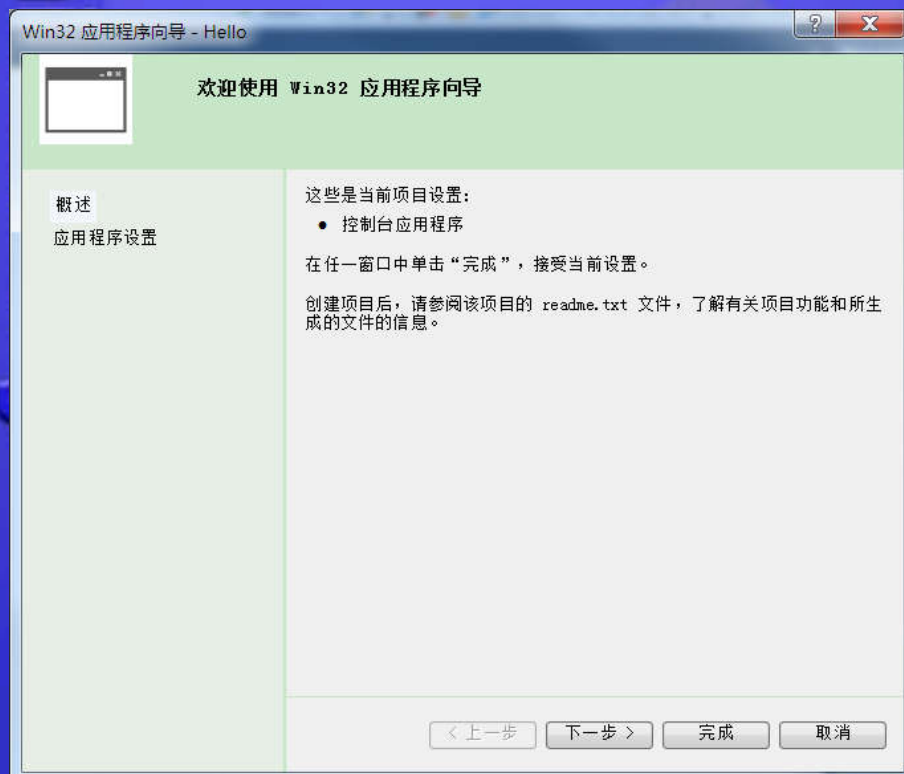 Win32 应用程序向导 - Hello
欢迎使用 Win32 应用程序向导
概述
应用程序设置
这些是当前项目设置:
● 控制台应用程序
在任一窗口中单击“完成”，接受当前设置。
创建项目后，请参阅该项目的 readme.txt 文件，了解有关项目功能和所生
成的文件的信息。
< 上一步
下一步 >
完成
取消